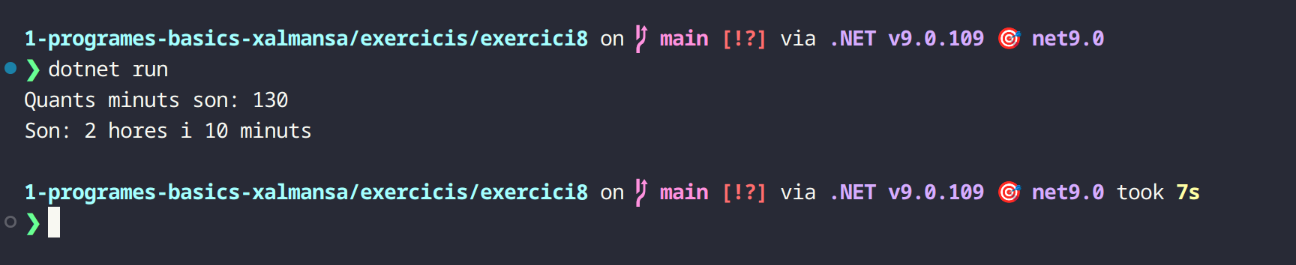 1-programes-basics-xalmansa/exercicis/exercici8 on main [!?] via .NET v9.0.109 🎯 net9.0
❯ dotnet run
Quants minuts son: 130
Son: 2 hores i 10 minuts
1-programes-basics-xalmansa/exercicis/exercici8 on main [!?] via .NET v9.0.109 🎯 net9.0 took 7s
❯